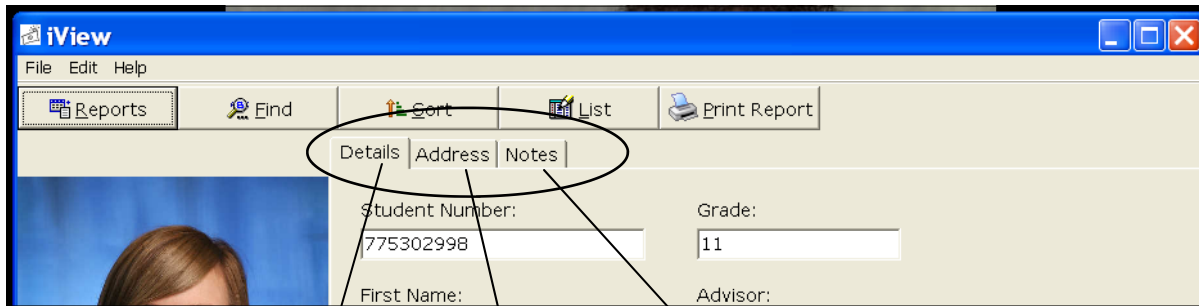 iView
File Edit Help
Reports Find Sort List Print Report
Details Address Notes
Student Number: Grade:
775302998 11
First Name: Advisor: